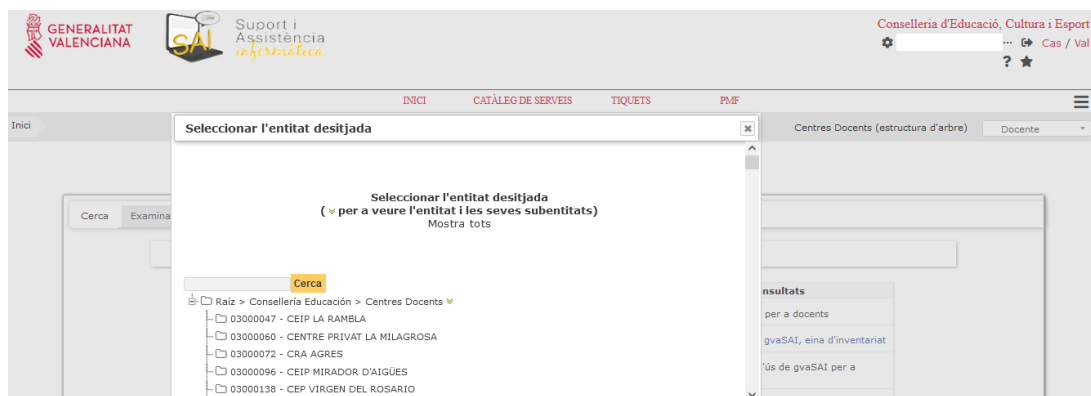 GENERALITAT
VALENCIANA
SAI
Suport i
Assistència
informàtica
Conselleria d'Educació, Cultura i Esport
··· Cas / Val
?
INICI CATÀLEG DE SERVEIS TIQUETS PMF
Inici
Seleccionar l'entitat desitjada
Centres Docents (estructura d'arbre) Docente
Seleccionar l'entitat desitjada
( per a veure l'entitat i les seves subentitats)
Mostra tots
Cerca Examina
Cerca
nsultats
Raíz > Consellería Educación > Centres Docents
per a docents
03000047 - CEIP LA RAMBLA
03000060 - CENTRE PRIVAT LA MILAGROSA
gvaSAI, eina d'inventariat
03000072 - CRA AGRES
'ús de gvaSAI per a
03000096 - CEIP MIRADOR D'AIGÜES
03000138 - CEP VIRGEN DEL ROSARIO